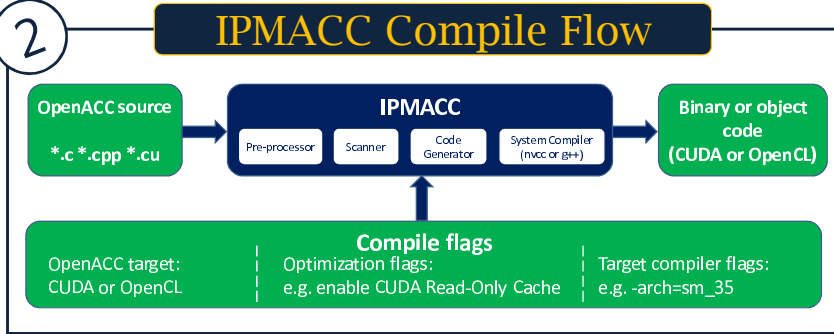 2
IPMACC Compile Flow
OpenACC source
*.c *.cpp *.cu
IPMACC
Pre-processor
Scanner
Code
Generator
System Compiler
(nvcc or g++)
Binary or object
code
(CUDA or OpenCL)
Compile flags
OpenACC target:
CUDA or OpenCL
Optimization flags:
e.g. enable CUDA Read-Only Cache
Target compiler flags:
e.g. -arch=sm_35